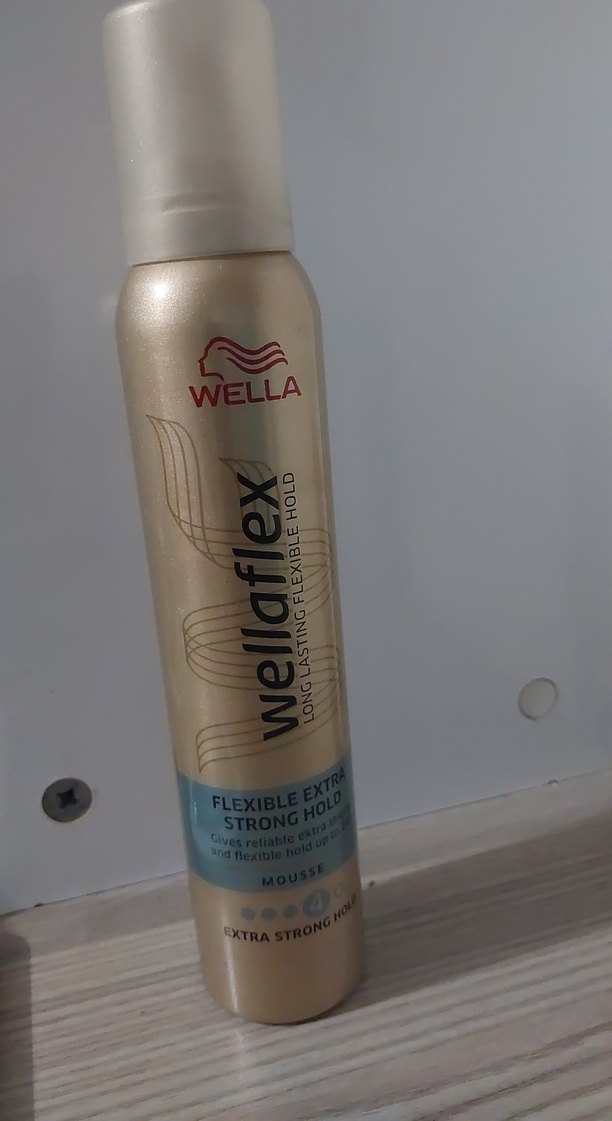 WELLA
wellaflex
LONG LASTING FLEXIBLE HOLD
FLEXIBLE EXTRA
STRONG HOLD
Gives reliable extra strong
and flexible hold up to
MOUSSE
4
EXTRA STRONG HOLD